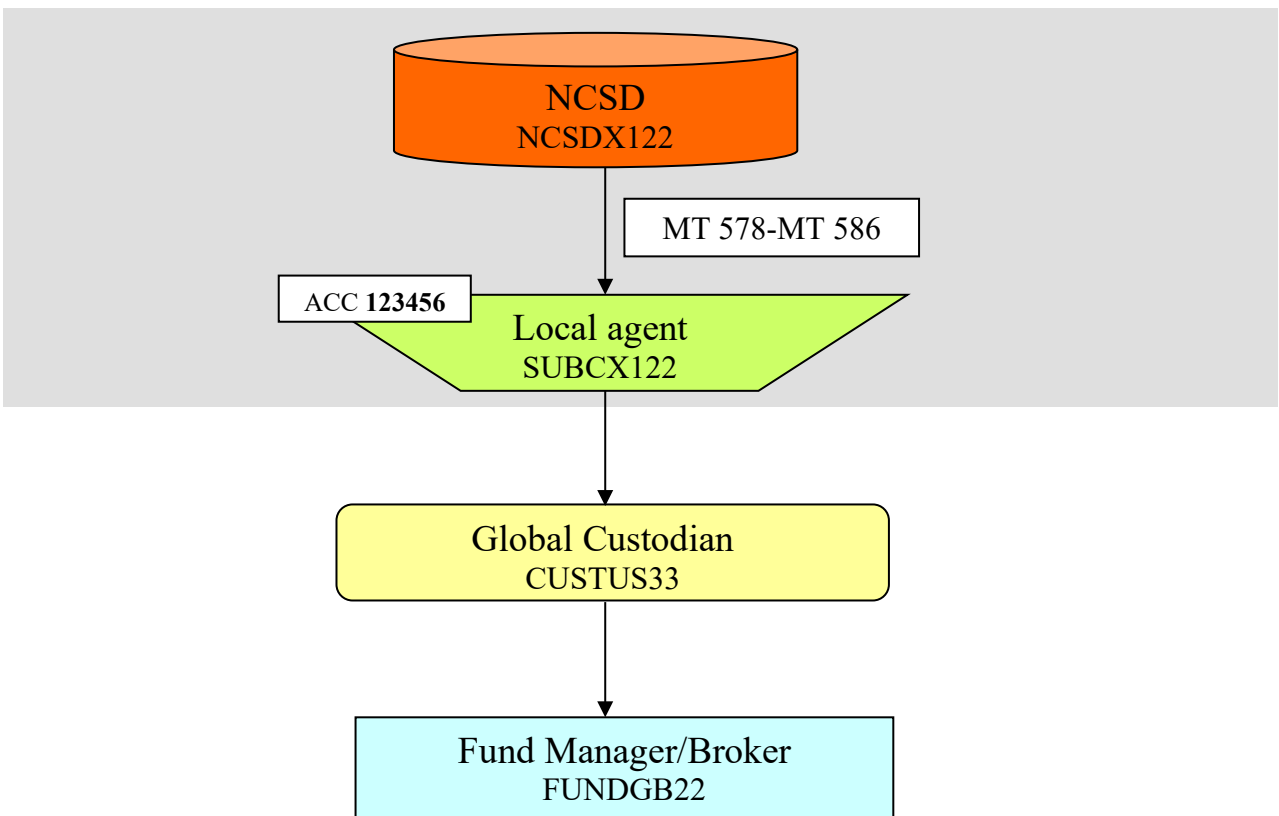 NCSD
NCSDX122
MT 578-MT 586
ACC 123456
Local agent
SUBCX122
Global Custodian
CUSTUS33
Fund Manager/Broker
FUNDGB22